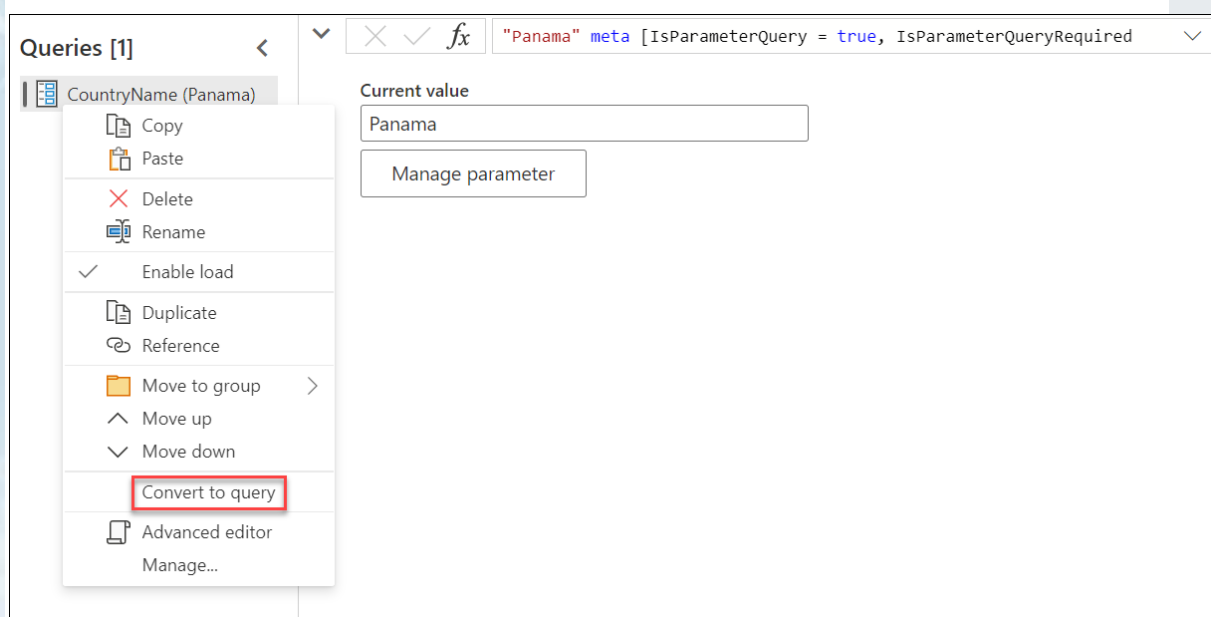 Queries [1]
fx "Panama" meta [IsParameterQuery = true, IsParameterQueryRequired
CountryName (Panama)
Copy
Paste
Delete
Rename
Enable load
Duplicate
Reference
Move to group
Move up
Move down
Convert to query
Advanced editor
Manage...
Current value
Panama
Manage parameter